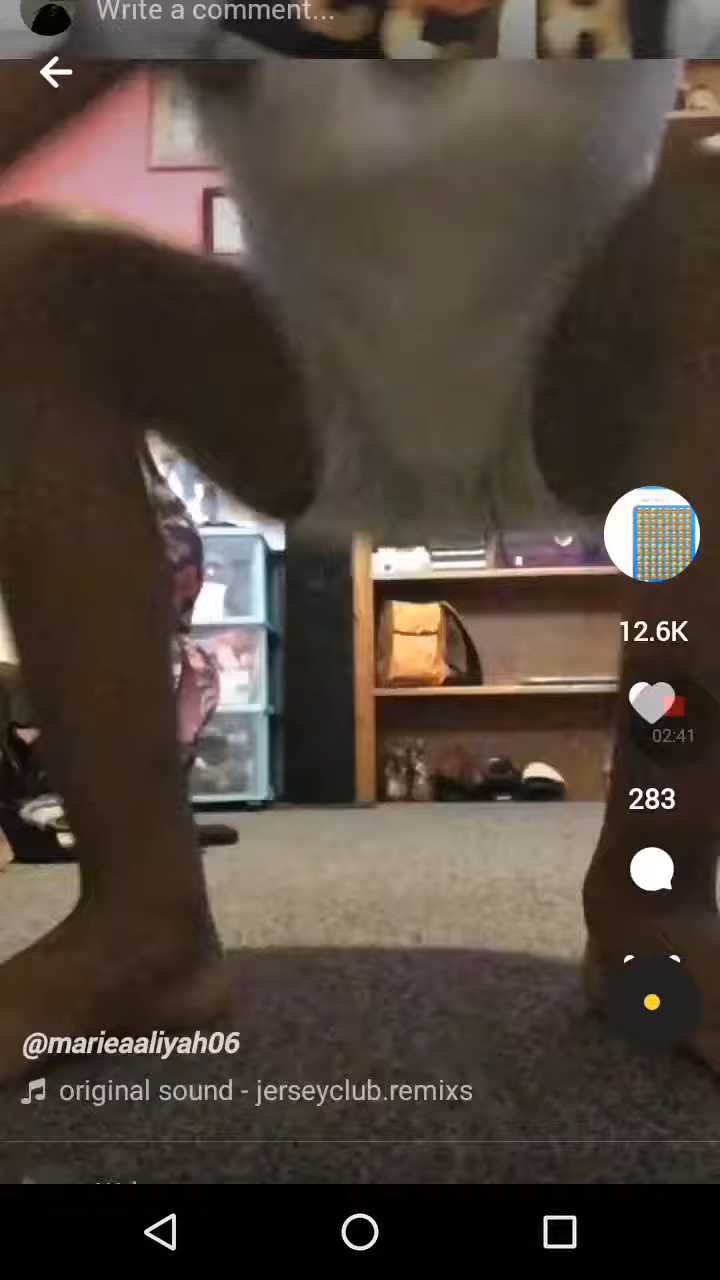 Write a comment...
12.6K
02:41
283
@marieaaliyah06
original sound - jerseyclub.remixs